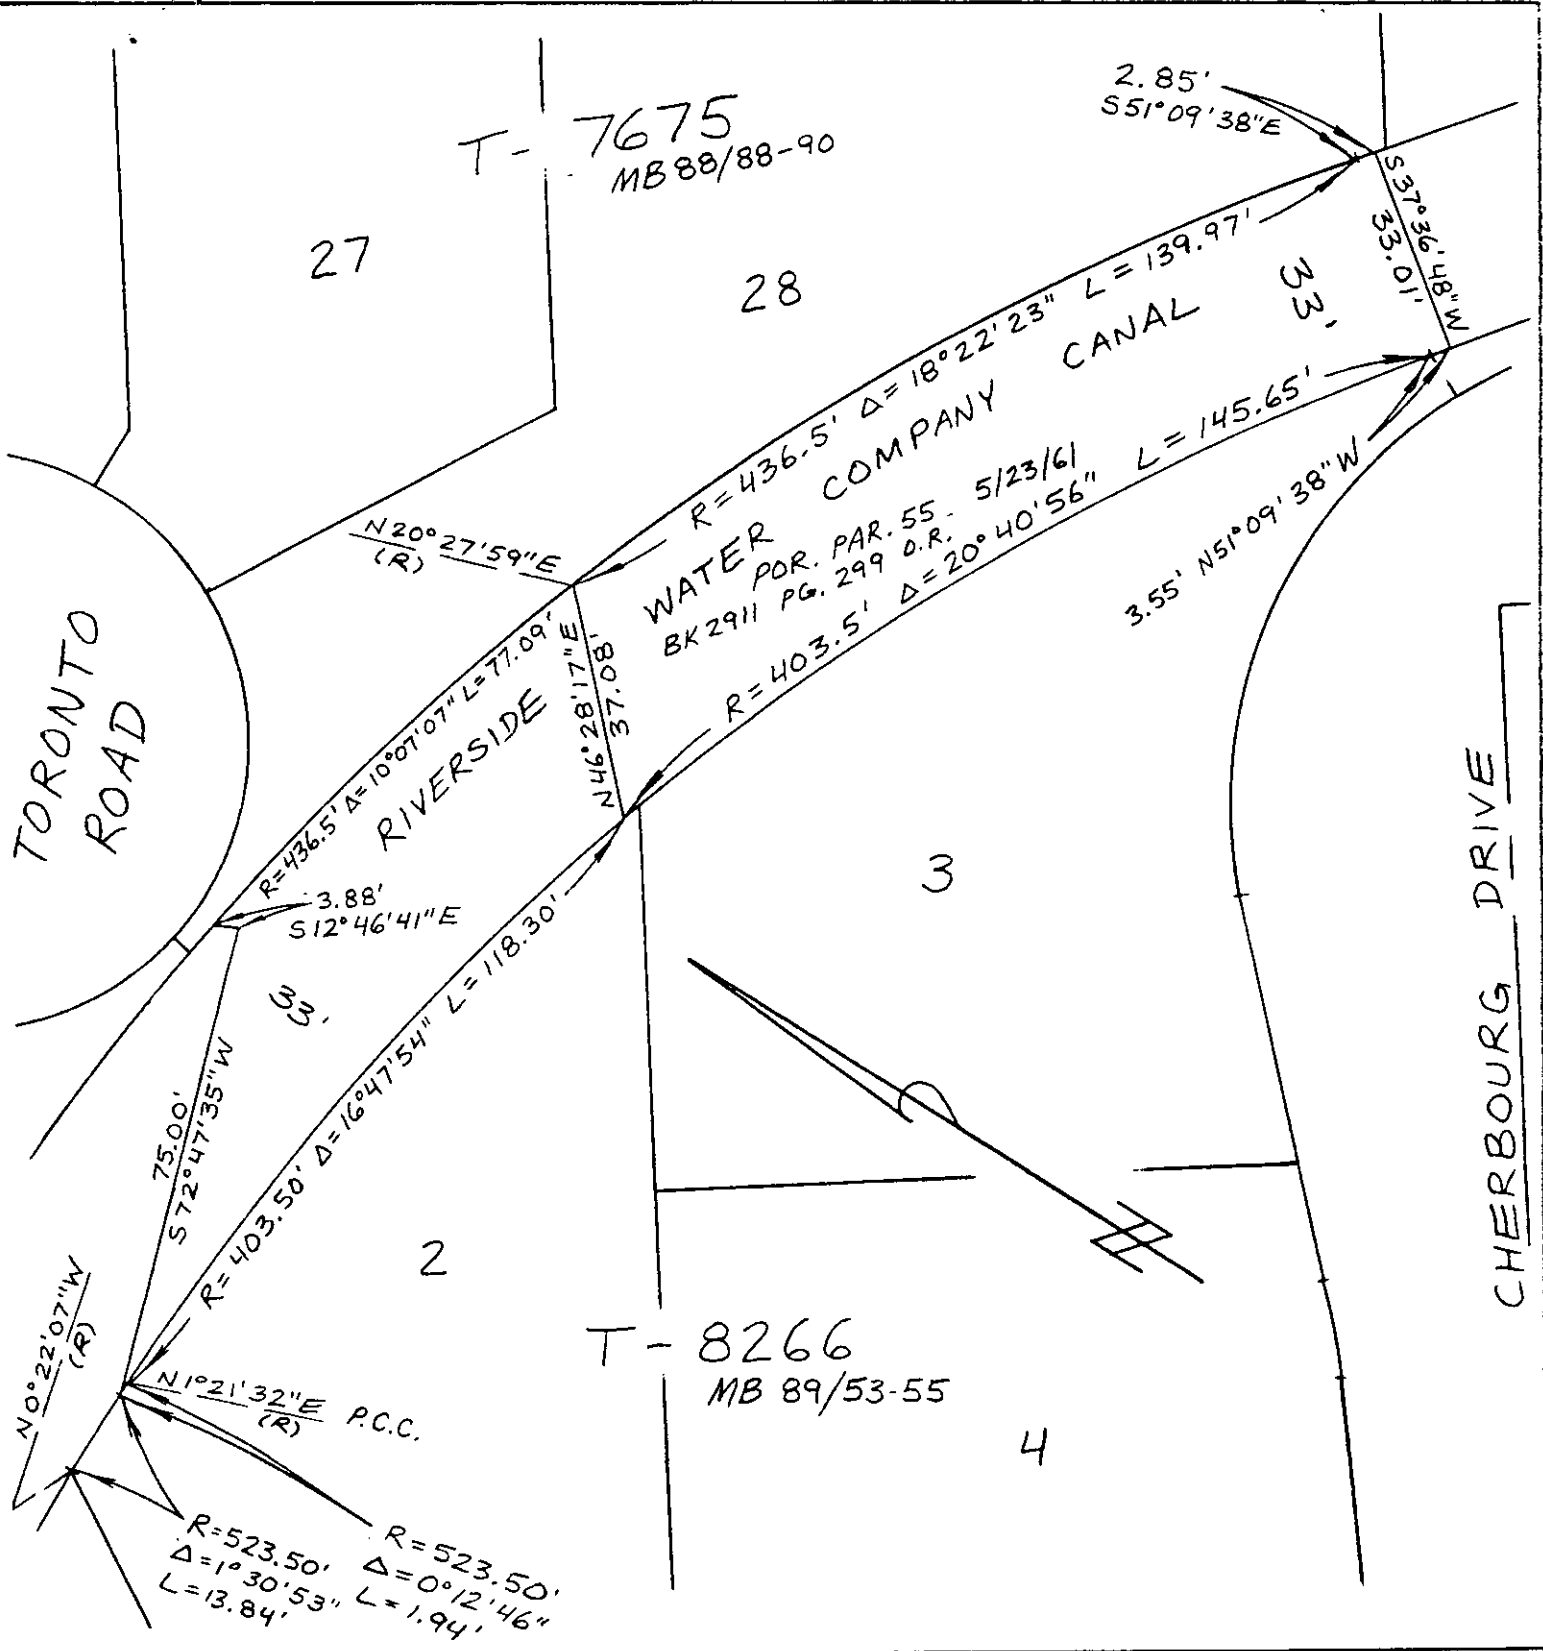 2.85'
S51°09'38"E
T- 7675
MB 88/88-90
27
28
S37°36'48"W
33.01'
33'
R=436.5' Δ=18°22'23" L=139.97'
RIVERSIDE WATER COMPANY CANAL
POR. PAR. 55. 5/23/61
BK 2911 PG. 299 O.R.
R=403.5' Δ=20°40'56" L=145.65'
3.55' N51°09'38"W
N20°27'59"E
(R)
N46°28'17"E
37.08'
R=436.5' Δ=10°07'07" L=77.09'
TORONTO
ROAD
3.88'
S12°46'41"E
33'
3
CHERBOURG DRIVE
75.00'
S72°47'35"W
R=403.50' Δ=16°47'54" L=118.30'
2
N0°22'07"W
(R)
N1°21'32"E P.C.C.
(R)
T- 8266
MB 89/53-55
4
R=523.50'
Δ=1°30'53"
L=13.84'
R=523.50'
Δ=0°12'46"
L=1.94'